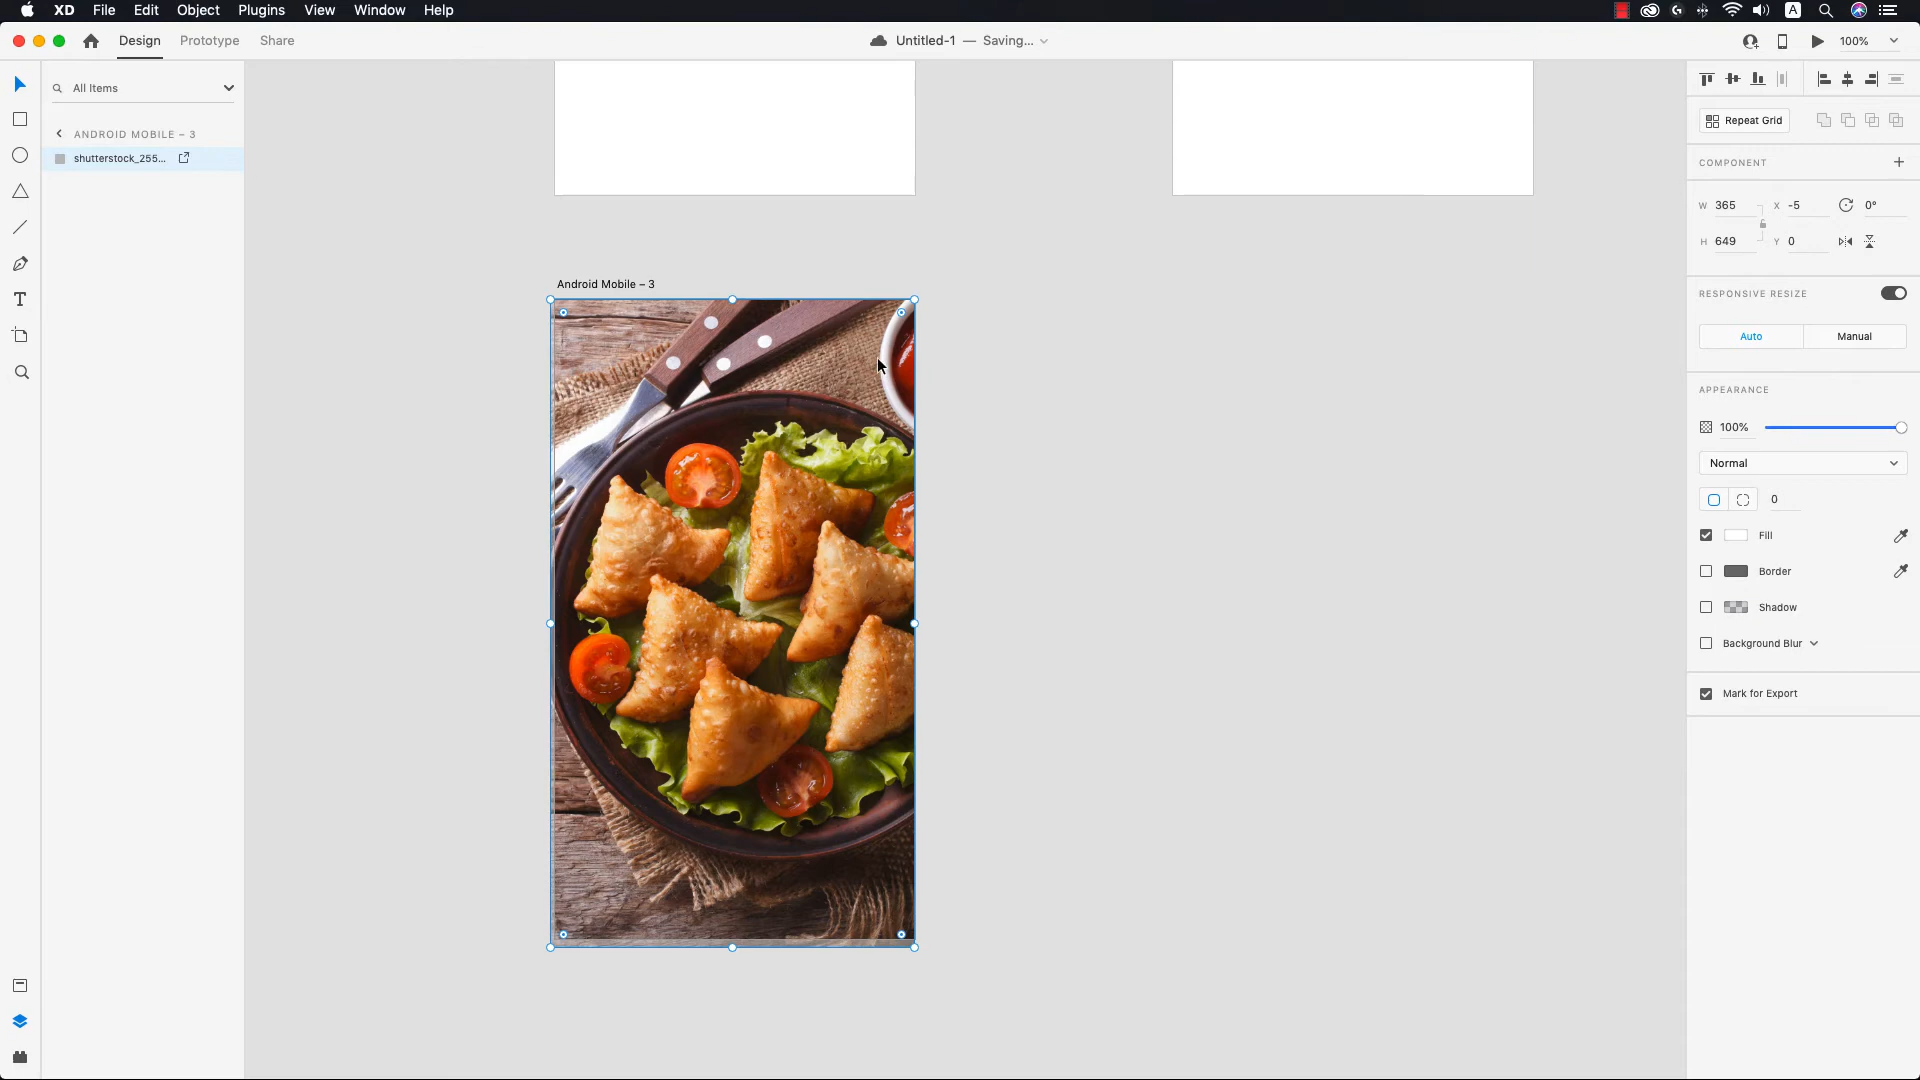 XD File Edit Object Plugins View Window Help
A
Design Prototype Share
Untitled-1 — Saving...
100%
All Items
ANDROID MOBILE – 3
shutterstock_255...
Android Mobile – 3
Repeat Grid
COMPONENT
W 365 X -5 0°
H 649 Y 0
RESPONSIVE RESIZE
Auto Manual
APPEARANCE
100%
Normal
0
Fill
Border
Shadow
Background Blur
Mark for Export
T